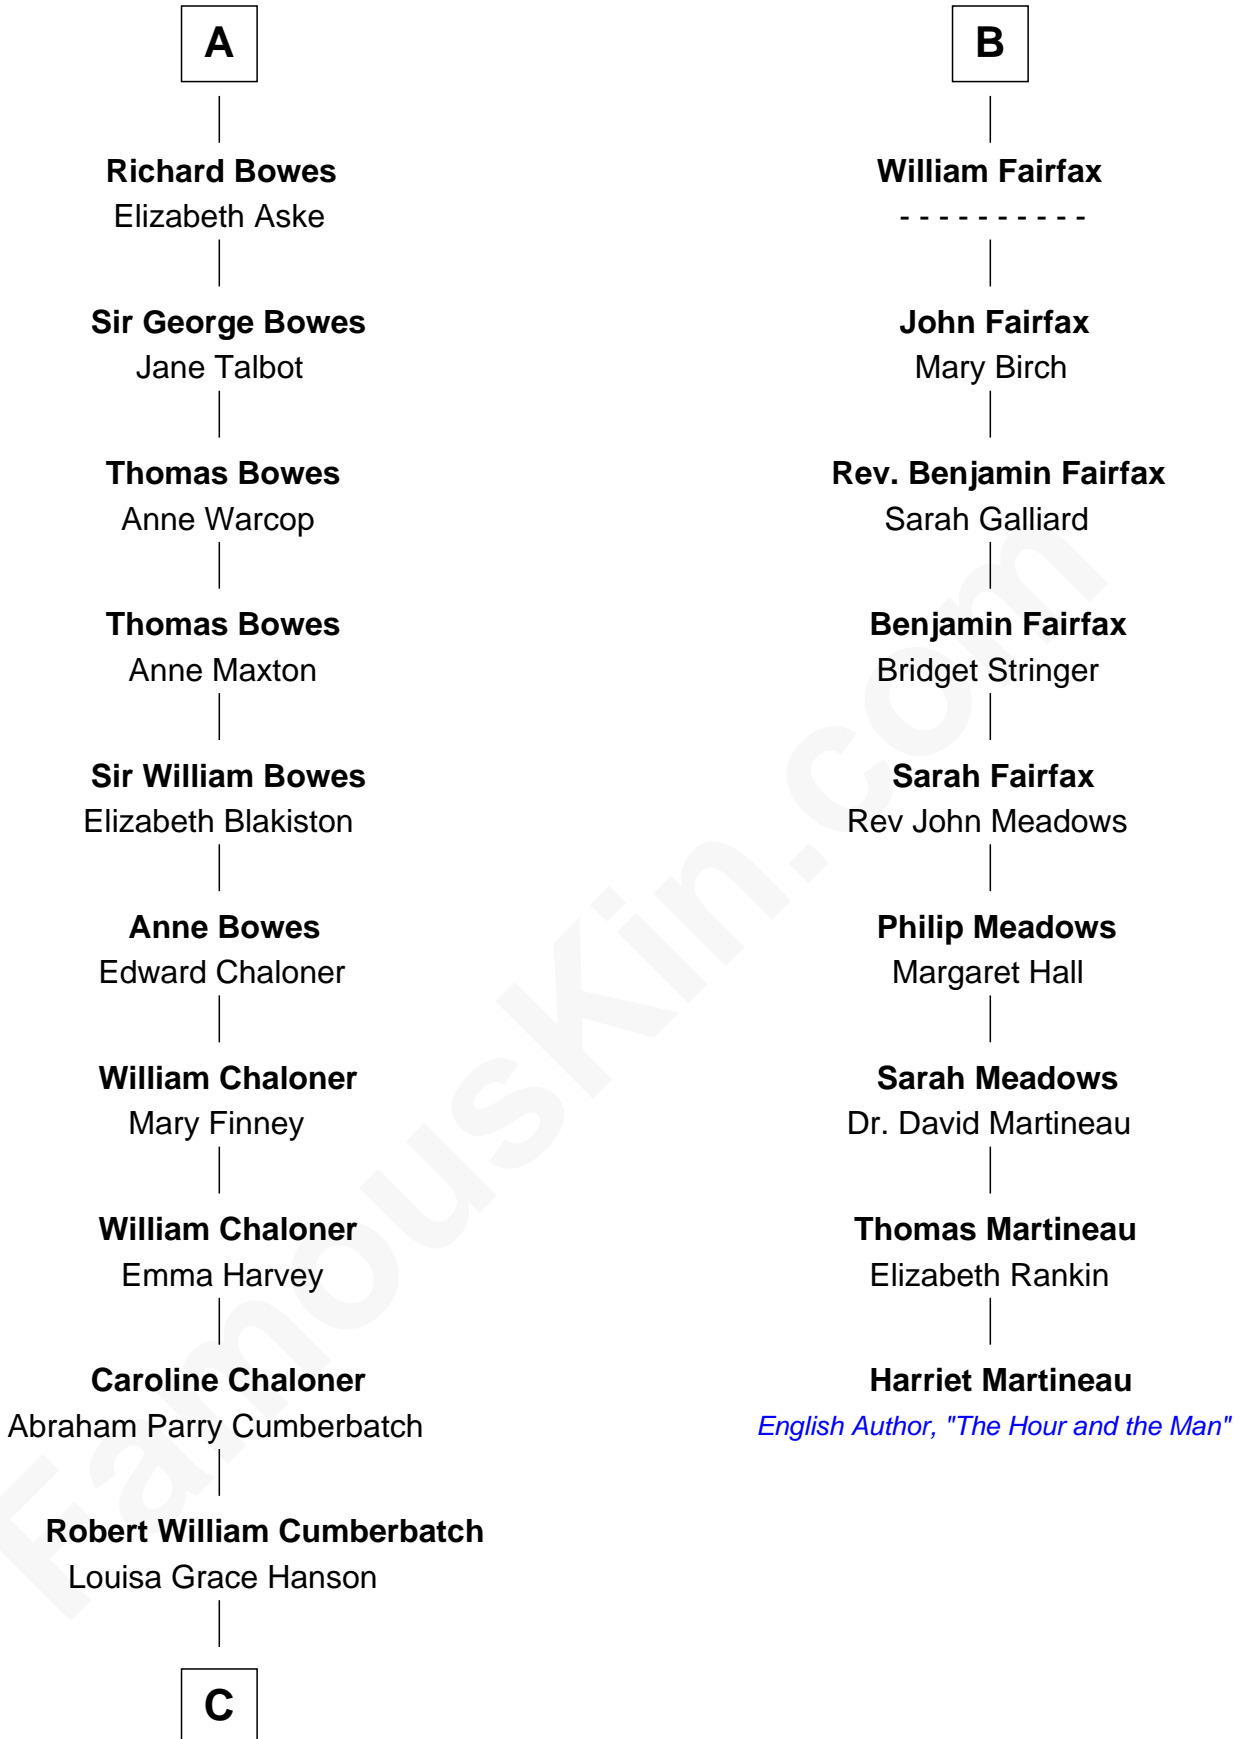 A
Richard Bowes
Elizabeth Aske
Sir George Bowes
Jane Talbot
Thomas Bowes
Anne Warcop
Thomas Bowes
Anne Maxton
Sir William Bowes
Elizabeth Blakiston
Anne Bowes
Edward Chaloner
William Chaloner
Mary Finney
William Chaloner
Emma Harvey
Caroline Chaloner
Abraham Parry Cumberbatch
Robert William Cumberbatch
Louisa Grace Hanson
C
B
William Fairfax
- - - - - - - - - -
John Fairfax
Mary Birch
Rev. Benjamin Fairfax
Sarah Galliard
Benjamin Fairfax
Bridget Stringer
Sarah Fairfax
Rev John Meadows
Philip Meadows
Margaret Hall
Sarah Meadows
Dr. David Martineau
Thomas Martineau
Elizabeth Rankin
Harriet Martineau
English Author, "The Hour and the Man"
FamousKin.com